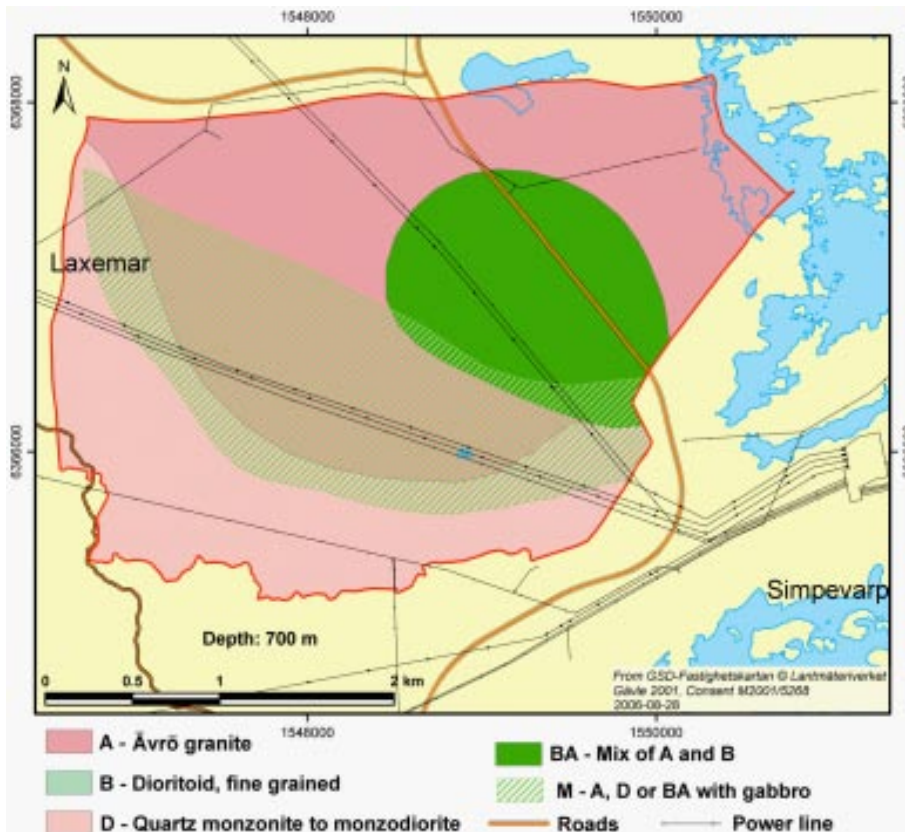 1548000 1550000
N
6368000
Laxemar
6366000
Simpevarp
Depth: 700 m
0 0.5 1 2 km
From GSD-Fastighetskartan © Lantmäteriverket
Gävle 2001, Consent M2001/5268
2006-08-28
1548000 1550000
A - Ävrö granite
BA - Mix of A and B
B - Dioritoid, fine grained
M - A, D or BA with gabbro
D - Quartz monzonite to monzodiorite
Roads
Power line